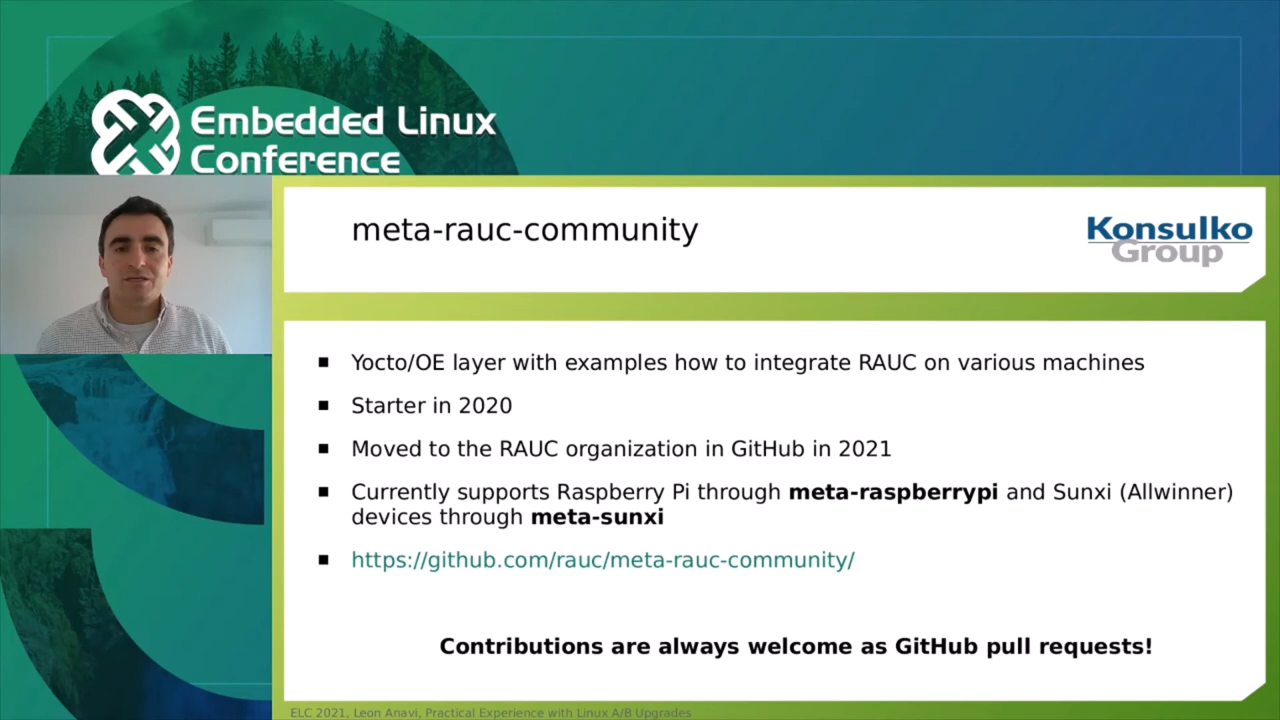 Embedded Linux
Conference
meta-rauc-community
Konsulko
Group
Yocto/OE layer with examples how to integrate RAUC on various machines
Starter in 2020
Moved to the RAUC organization in GitHub in 2021
Currently supports Raspberry Pi through meta-raspberrypi and Sunxi (Allwinner)
devices through meta-sunxi
https://github.com/rauc/meta-rauc-community/
Contributions are always welcome as GitHub pull requests!
ELC 2021, Leon Anavi, Practical Experience with Linux A/B Upgrades